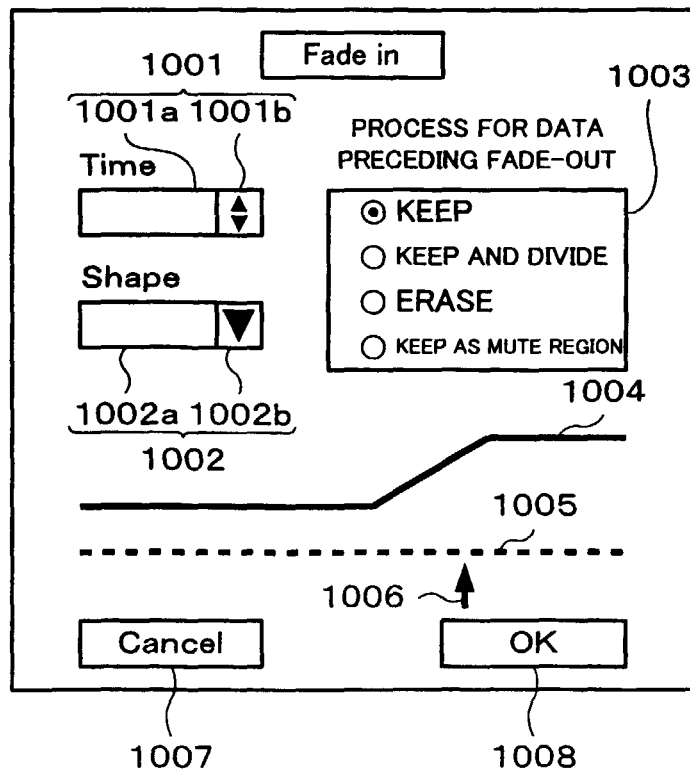 Fade in
1001
1001a 1001b
1003
PROCESS FOR DATA
PRECEDING FADE-OUT
Time
KEEP
KEEP AND DIVIDE
ERASE
KEEP AS MUTE REGION
Shape
1002a 1002b
1002
1004
1005
1006
Cancel
OK
1007
1008